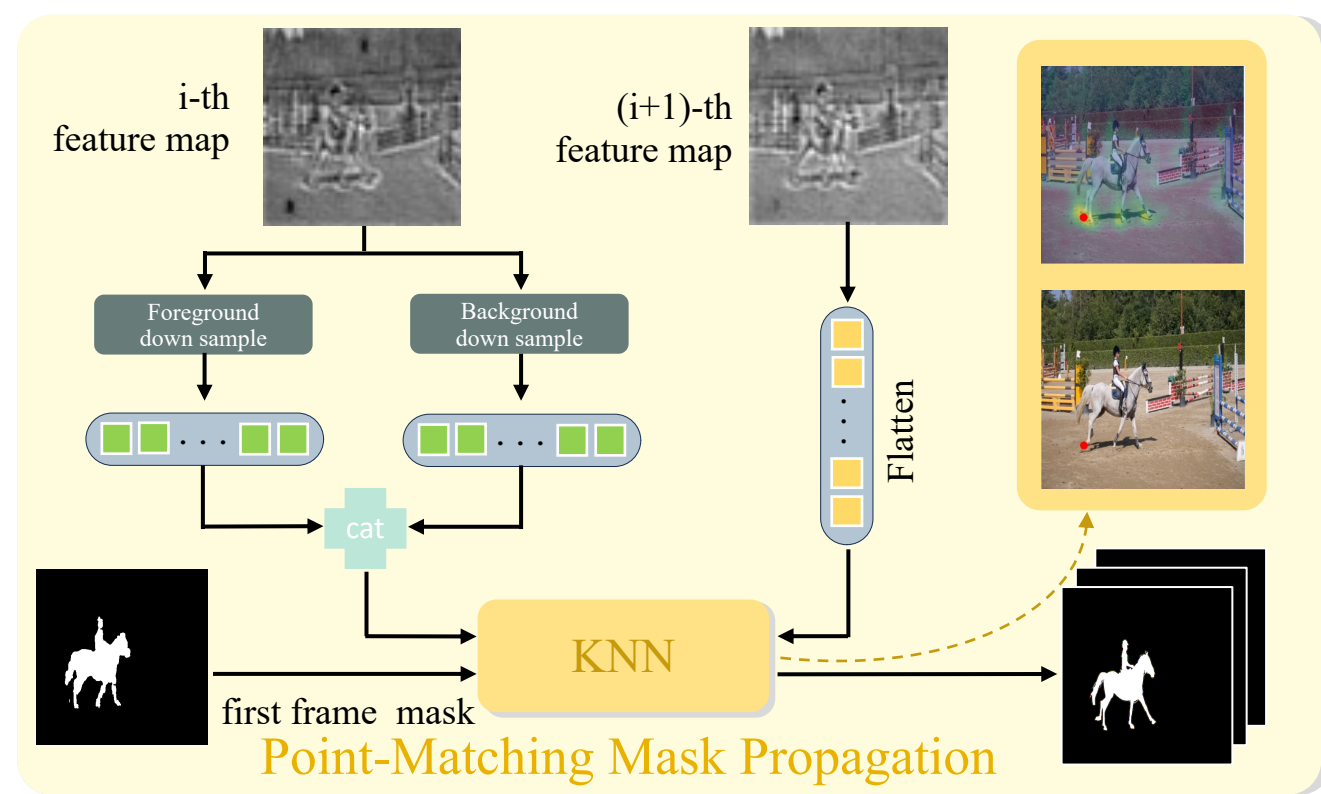 i-th
feature map
(i+1)-th
feature map
Foreground
down sample
Background
down sample
Flatten
cat
KNN
first frame mask
Point-Matching Mask Propagation